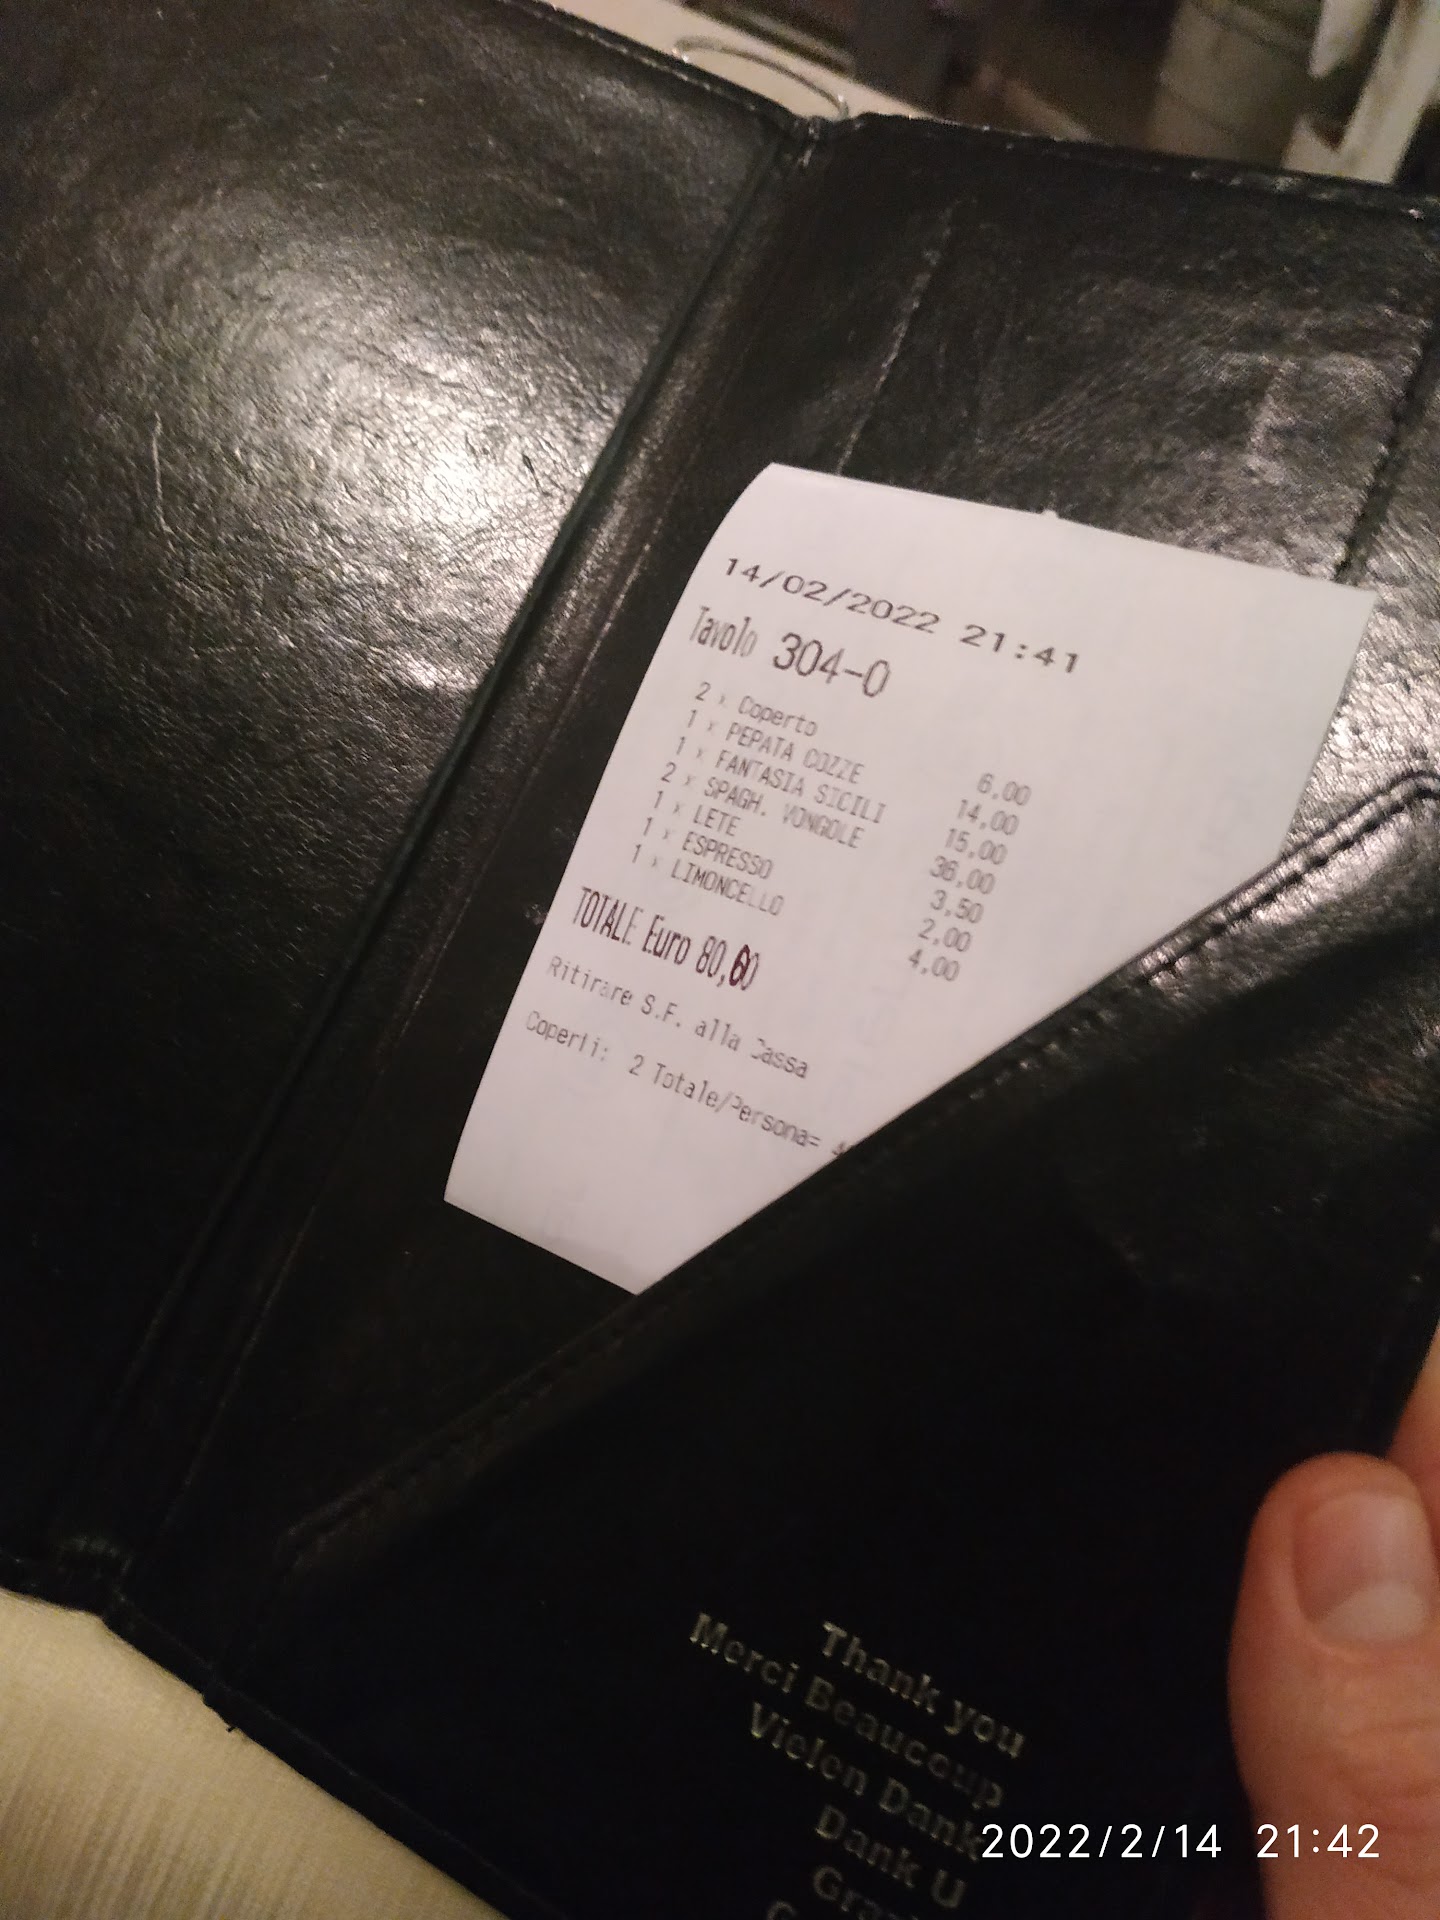 14/02/2022 21:41
Tavolo 304-0
2 x Coperto 6,00
1 x PEPATA COZZE 14,00
1 x FANTASIA SICILI 15,00
2 x SPAGH. VONGOLE 36,00
1 x LETE 3,50
1 x ESPRESSO 2,00
1 x LIMONCELLO 4,00
TOTALE Euro
Ritirare S.F. alla Cassa
Coperti: 2 Totale/Persona=
Thank you
Merci Beaucoup
Vielen Dank
Dank U
2022/2/14 21:42